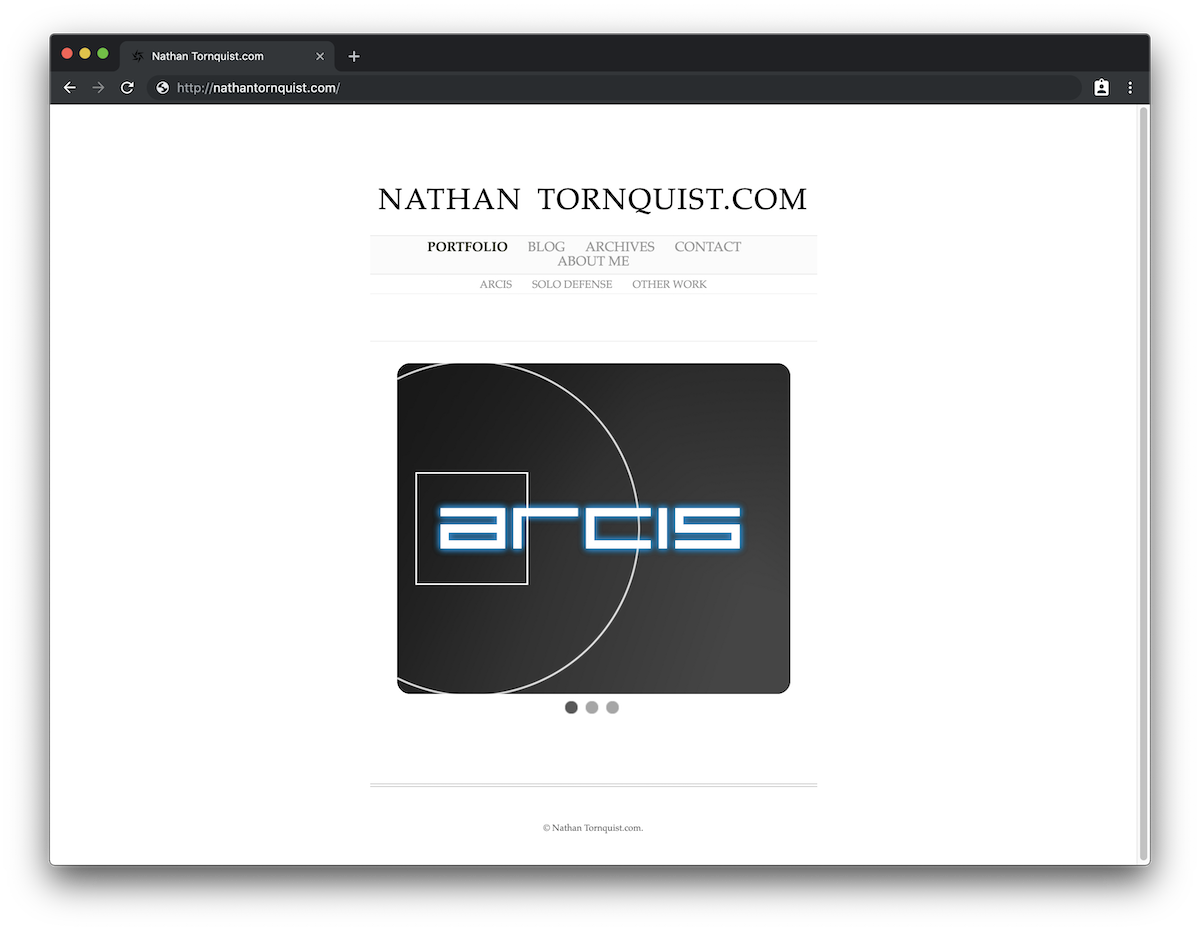 Nathan Tornquist.com
http://nathantornquist.com/
NATHAN TORNQUIST.COM
PORTFOLIO BLOG ARCHIVES CONTACT
ABOUT ME
ARCIS SOLO DEFENSE OTHER WORK
arcis
© Nathan Tornquist.com.